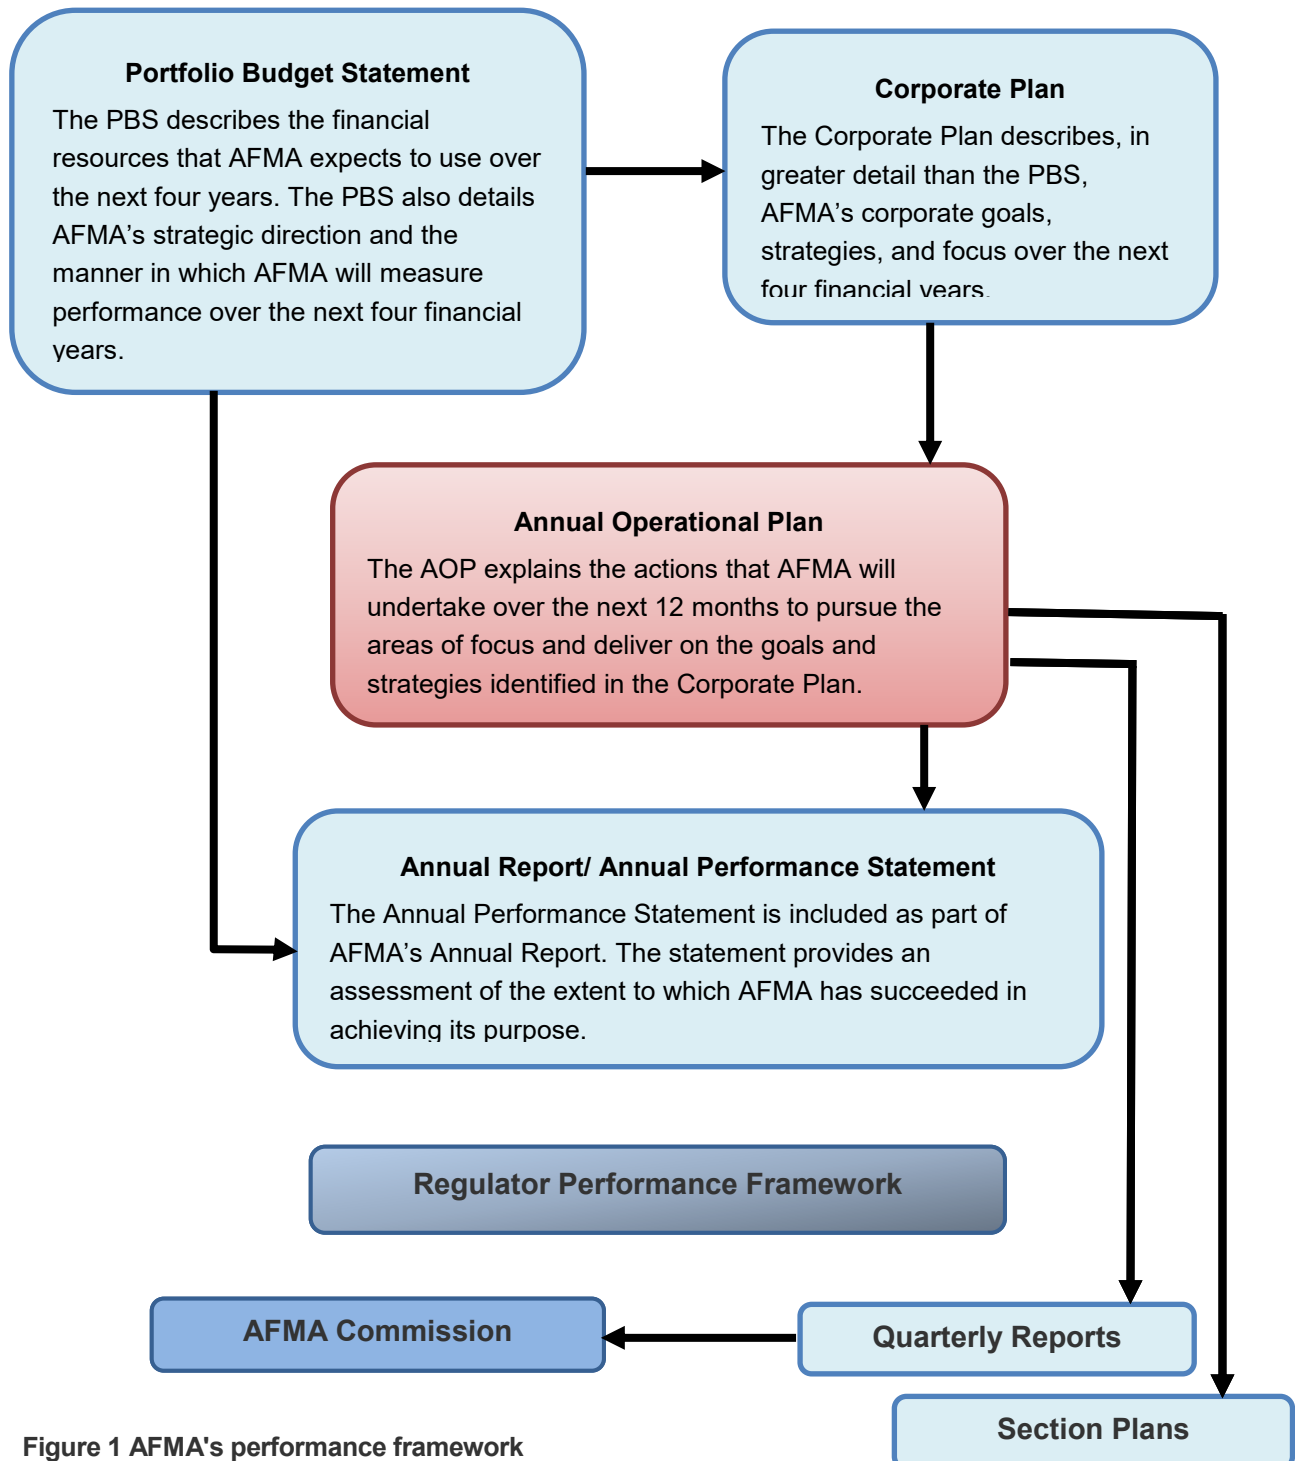 Portfolio Budget Statement
The PBS describes the financial
resources that AFMA expects to use over
the next four years. The PBS also details
AFMA’s strategic direction and the
manner in which AFMA will measure
performance over the next four financial
years.
Corporate Plan
The Corporate Plan describes, in
greater detail than the PBS,
AFMA’s corporate goals,
strategies, and focus over the next
four financial years.
Annual Operational Plan
The AOP explains the actions that AFMA will
undertake over the next 12 months to pursue the
areas of focus and deliver on the goals and
strategies identified in the Corporate Plan.
Annual Report/ Annual Performance Statement
The Annual Performance Statement is included as part of
AFMA’s Annual Report. The statement provides an
assessment of the extent to which AFMA has succeeded in
achieving its purpose.
Regulator Performance Framework
AFMA Commission
Quarterly Reports
Section Plans
Figure 1 AFMA's performance framework